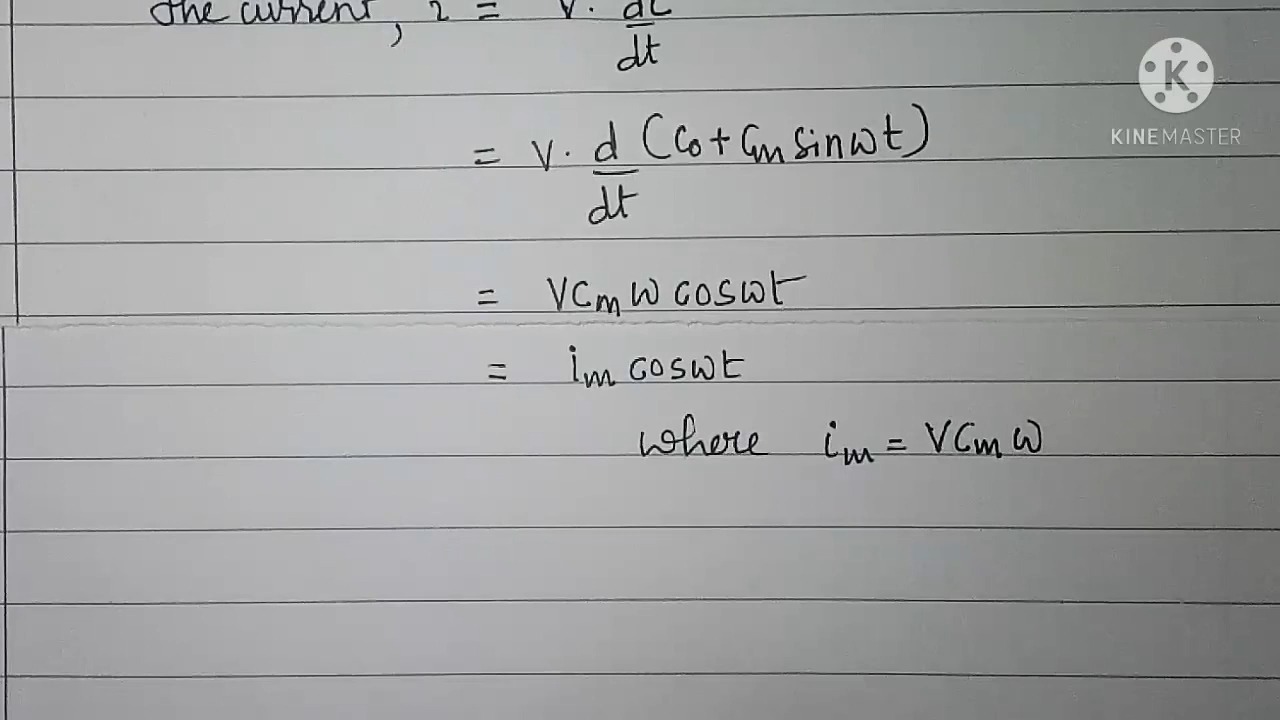 The current, i = V. dC/dt
= V. d/dt (C₀ + Cₘ sinωt)
= VCₘ ω cosωt
= iₘ cosωt
where iₘ = VCₘ ω
K
KINEMASTER